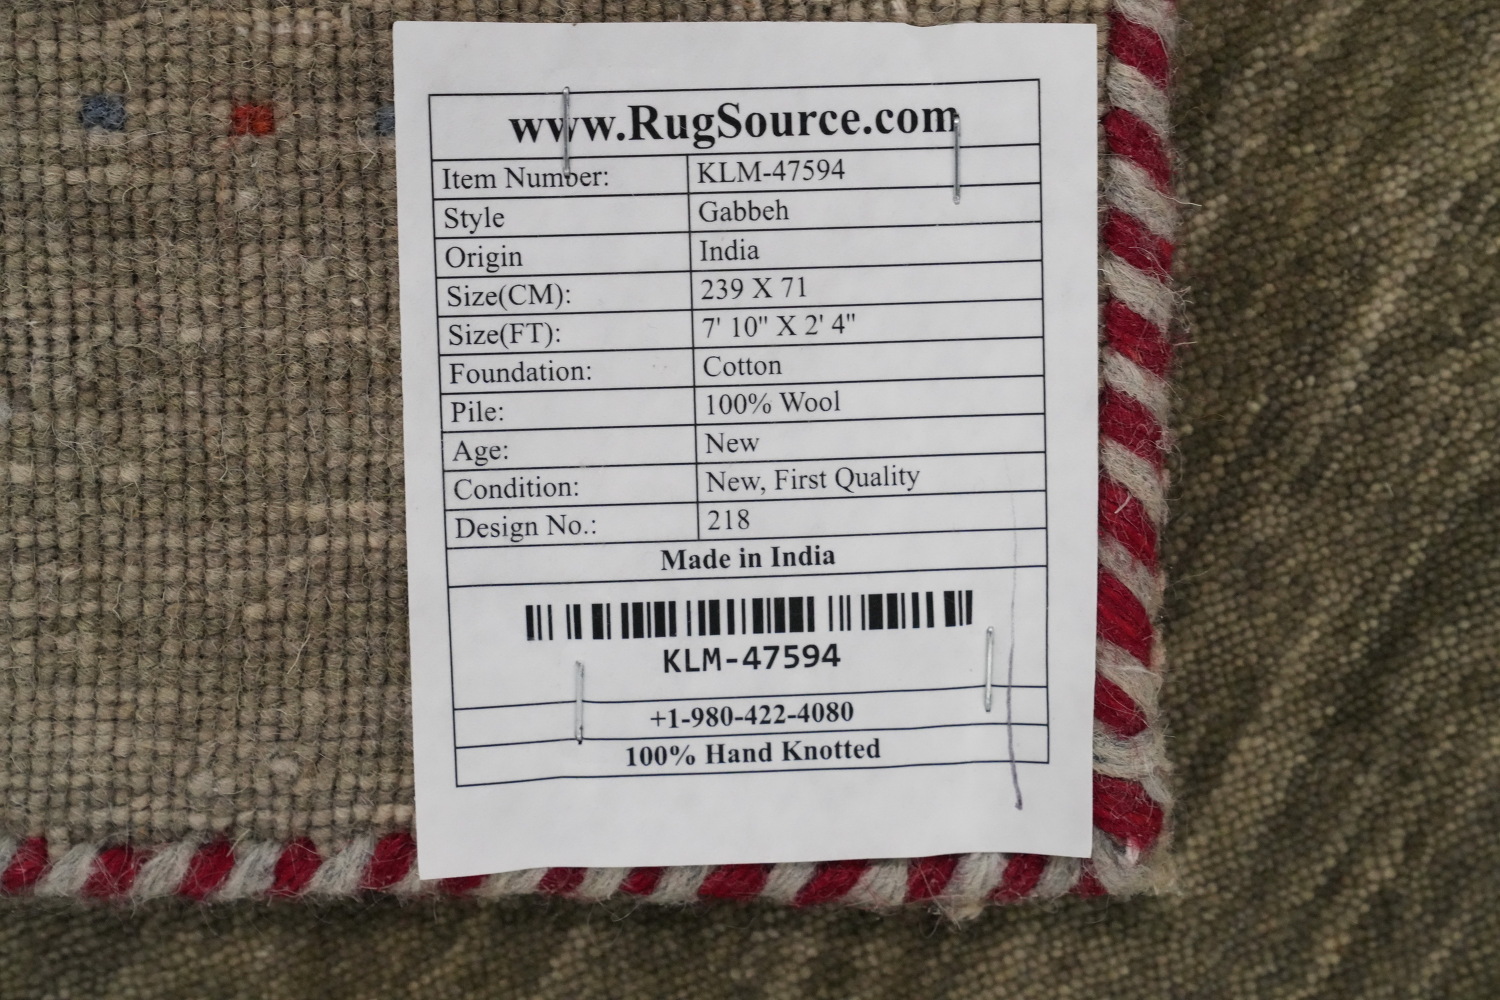 www.RugSource.com
Item Number: KLM-47594
Style Gabbeh
Origin India
Size(CM): 239 X 71
Size(FT): 7' 10" X 2' 4"
Foundation: Cotton
Pile: 100% Wool
Age: New
Condition: New, First Quality
Design No.: 218
Made in India
KLM-47594
+1-980-422-4080
100% Hand Knotted